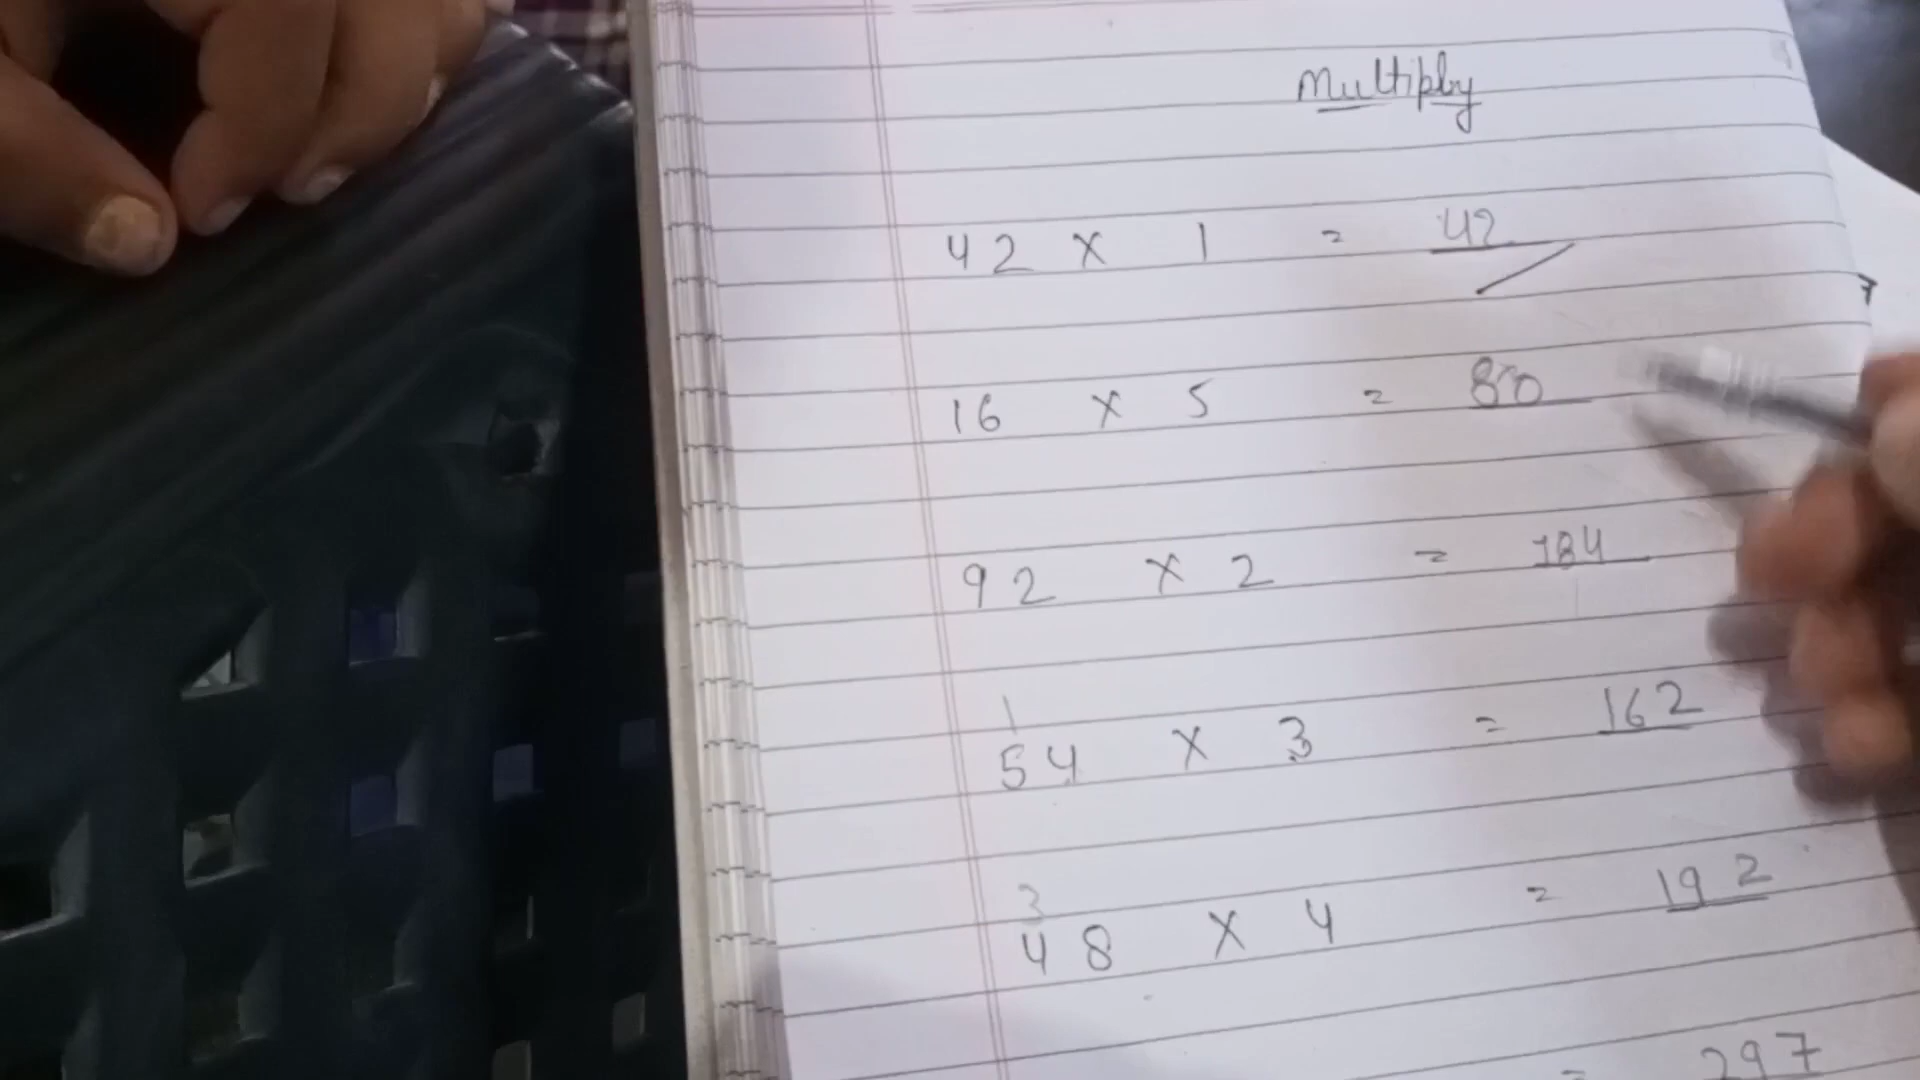 Multiply
42 x 1 = 42
16 x 5 = 80
92 x 2 = 184
1
54 x 3 = 162
3
48 x 4 = 192
= 297